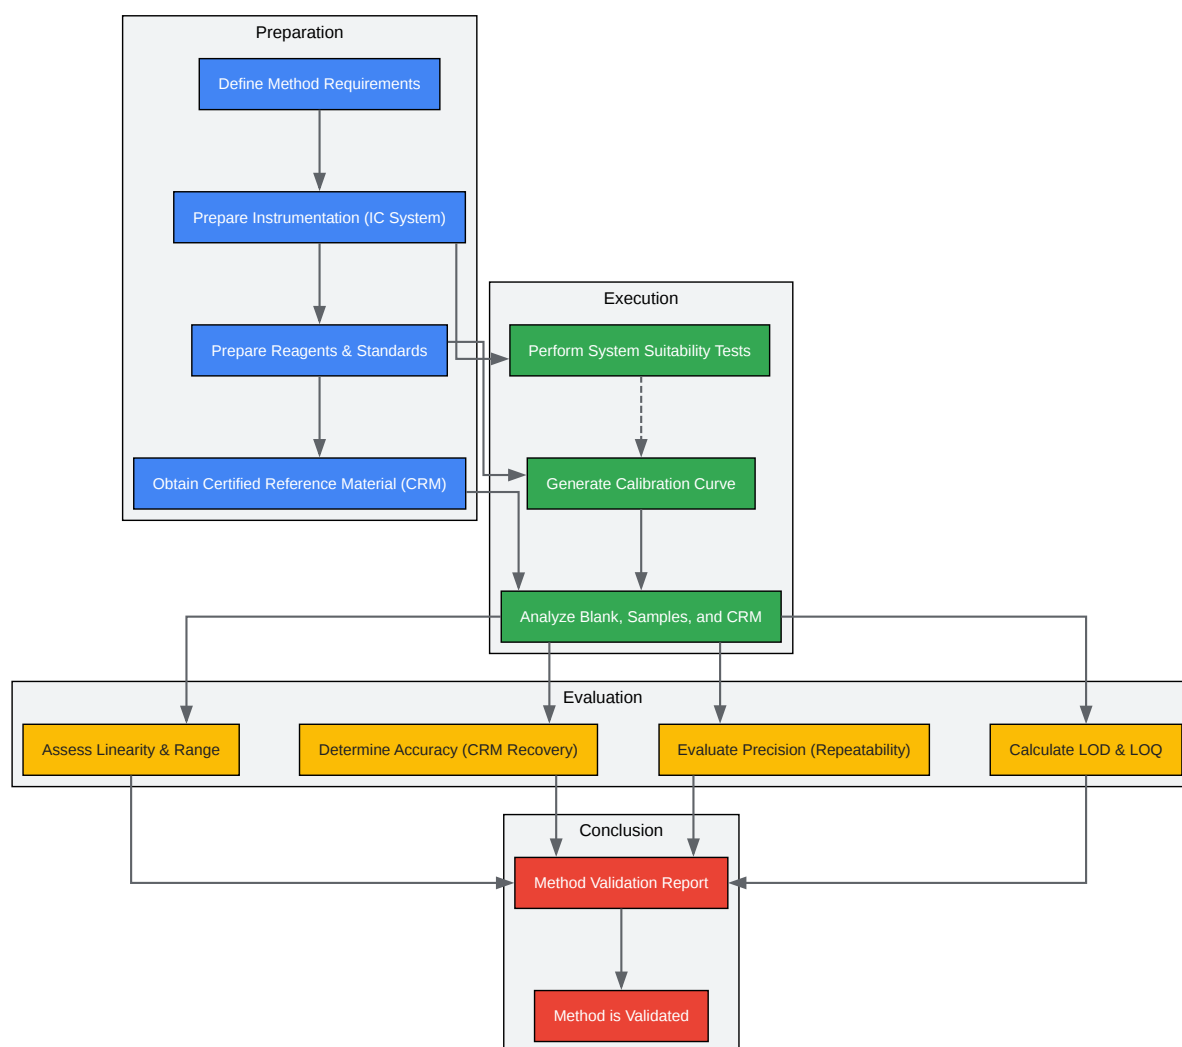 Preparation
Define Method Requirements
Prepare Instrumentation (IC System)
Prepare Reagents & Standards
Obtain Certified Reference Material (CRM)
Execution
Perform System Suitability Tests
Generate Calibration Curve
Analyze Blank, Samples, and CRM
Evaluation
Assess Linearity & Range
Determine Accuracy (CRM Recovery)
Evaluate Precision (Repeatability)
Calculate LOD & LOQ
Conclusion
Method Validation Report
Method is Validated